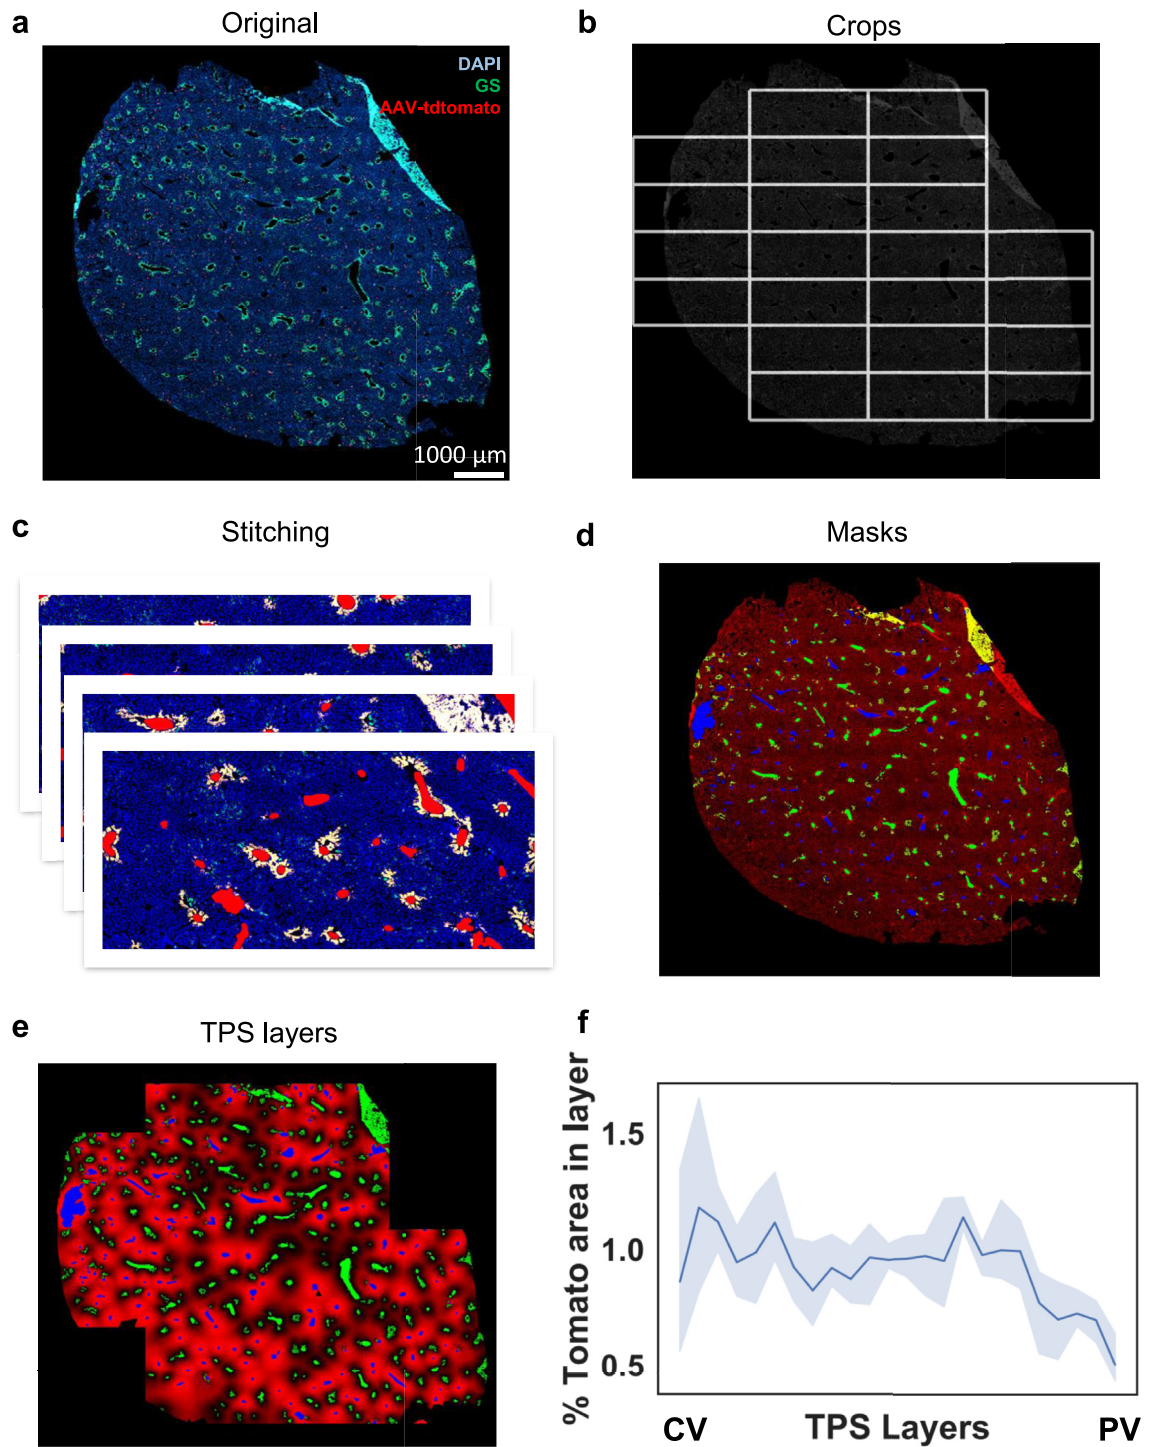 a
Original
DAPI
GS
AAV-tdtomato
1000 µm
b
Crops
c
Stitching
d
Masks
e
TPS layers
f
% Tomato area in layer
1.5
1.0
0.5
CV
TPS Layers
PV